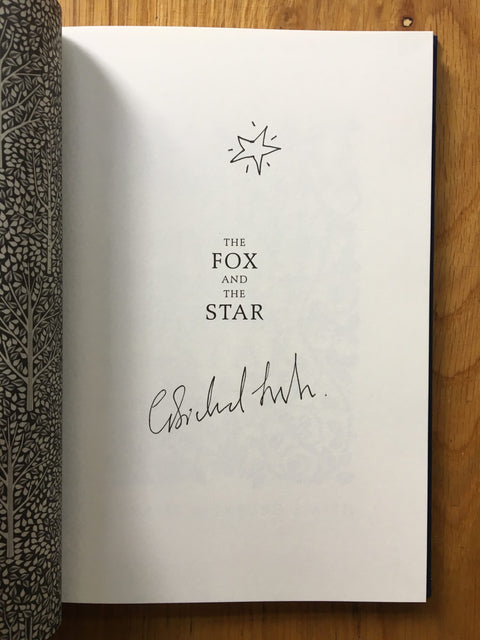 THE
FOX
AND
THE
STAR